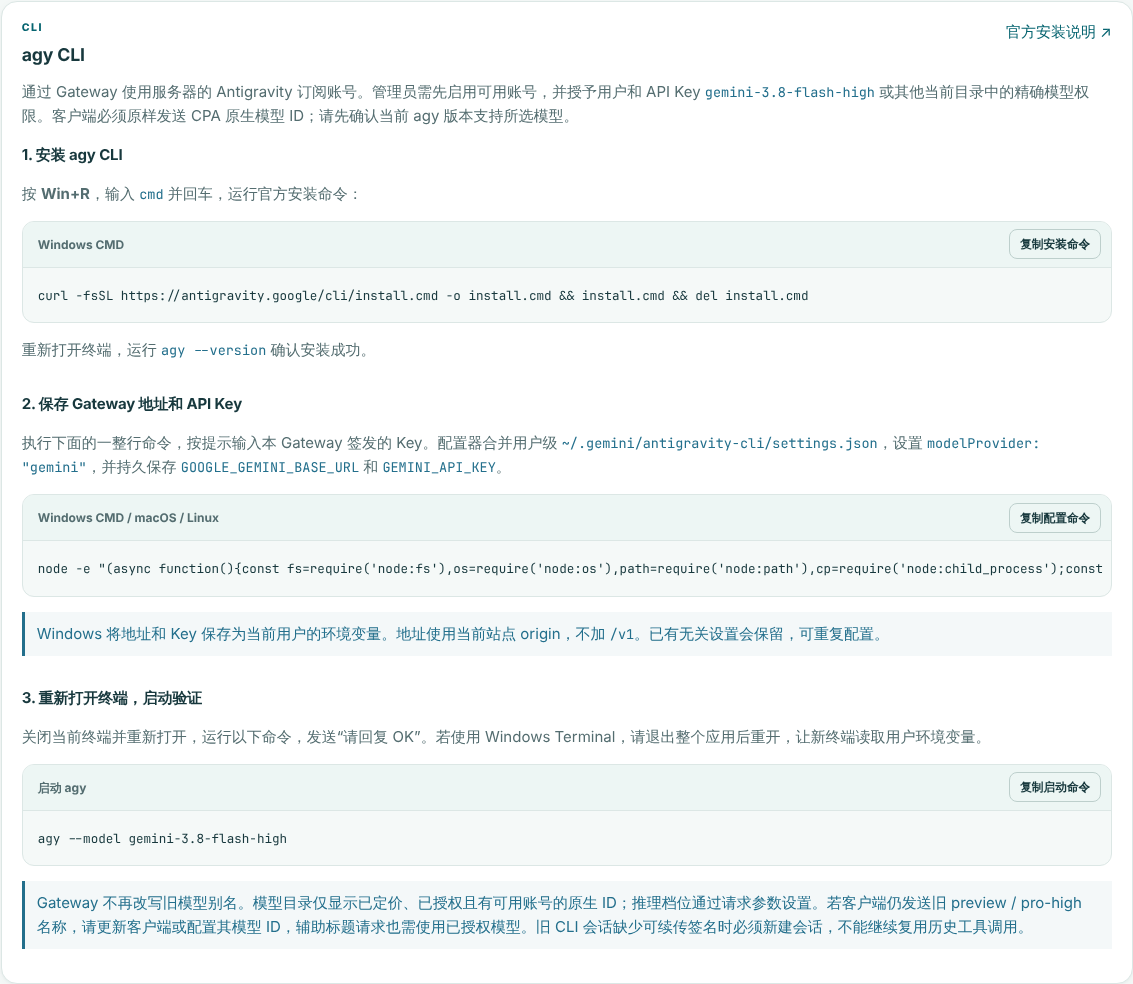 CLI
官方安装说明 ↗
agy CLI
通过 Gateway 使用服务器的 Antigravity 订阅账号。管理员需先启用可用账号，并授予用户和 API Key gemini-3.8-flash-high 或其他当前目录中的精确模型权
限。客户端必须原样发送 CPA 原生模型 ID；请先确认当前 agy 版本支持所选模型。
1. 安装 agy CLI
按 Win+R，输入 cmd 并回车，运行官方安装命令：
Windows CMD
复制安装命令
curl -fsSL https://antigravity.google/cli/install.cmd -o install.cmd && install.cmd && del install.cmd
重新打开终端，运行 agy --version 确认安装成功。
2. 保存 Gateway 地址和 API Key
执行下面的一整行命令，按提示输入本 Gateway 签发的 Key。配置器合并用户级 ~/.gemini/antigravity-cli/settings.json，设置 modelProvider:
"gemini"，并持久保存 GOOGLE_GEMINI_BASE_URL 和 GEMINI_API_KEY。
Windows CMD / macOS / Linux
复制配置命令
node -e "(async function(){const fs=require('node:fs'),os=require('node:os'),path=require('node:path'),cp=require('node:child_process');const
Windows 将地址和 Key 保存为当前用户的环境变量。地址使用当前站点 origin，不加 /v1。已有无关设置会保留，可重复配置。
3. 重新打开终端，启动验证
关闭当前终端并重新打开，运行以下命令，发送“请回复 OK”。若使用 Windows Terminal，请退出整个应用后重开，让新终端读取用户环境变量。
启动 agy
复制启动命令
agy --model gemini-3.8-flash-high
Gateway 不再改写旧模型别名。模型目录仅显示已定价、已授权且有可用账号的原生 ID；推理档位通过请求参数设置。若客户端仍发送旧 preview / pro-high
名称，请更新客户端或配置其模型 ID，辅助标题请求也需使用已授权模型。旧 CLI 会话缺少可续传签名时必须新建会话，不能继续复用历史工具调用。